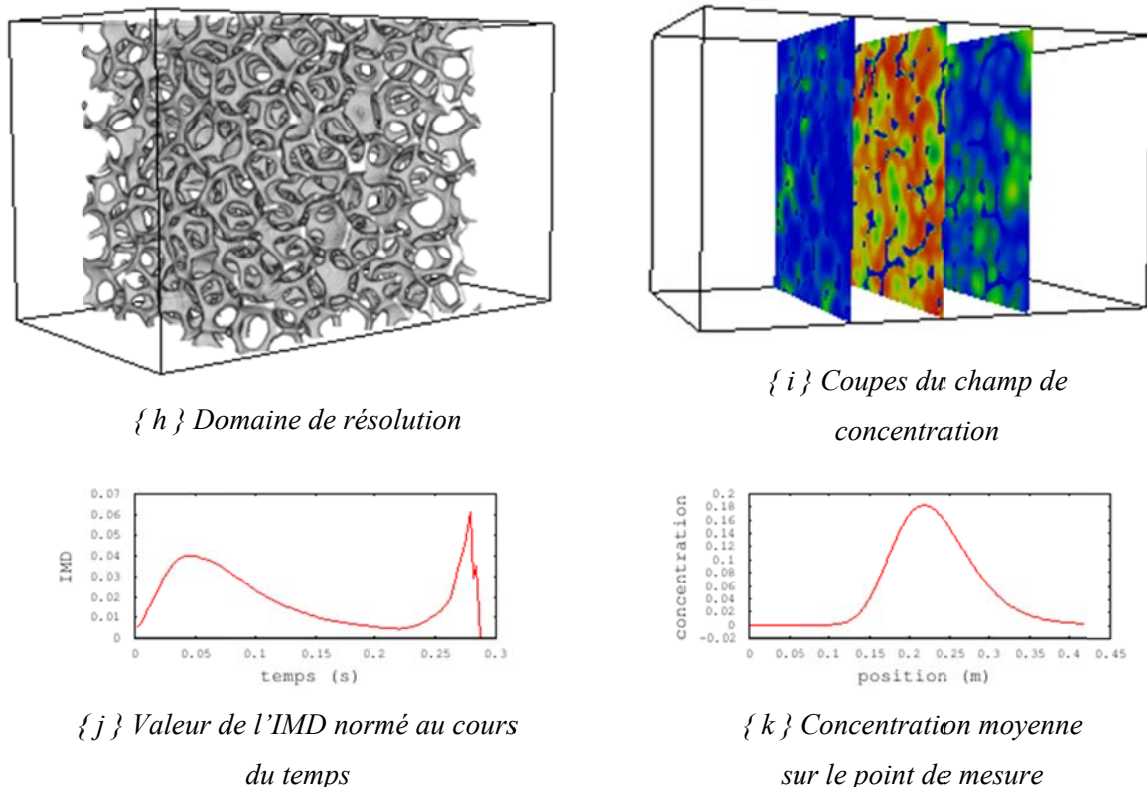 { h } Domaine de résolution
{ i } Coupes du champ de
concentration
0.07
0.06
0.05
0.04
0.03
0.02
0.01
0
IMD
0 0.05 0.1 0.15 0.2 0.25 0.3
temps (s)
0.2
0.18
0.16
0.14
0.12
0.1
0.08
0.06
0.04
0.02
0
-0.02
concentration
0 0.05 0.1 0.15 0.2 0.25 0.3 0.35 0.4 0.45
position (m)
{ j } Valeur de l’IMD normé au cours
du temps
{ k } Concentration moyenne
sur le point de mesure